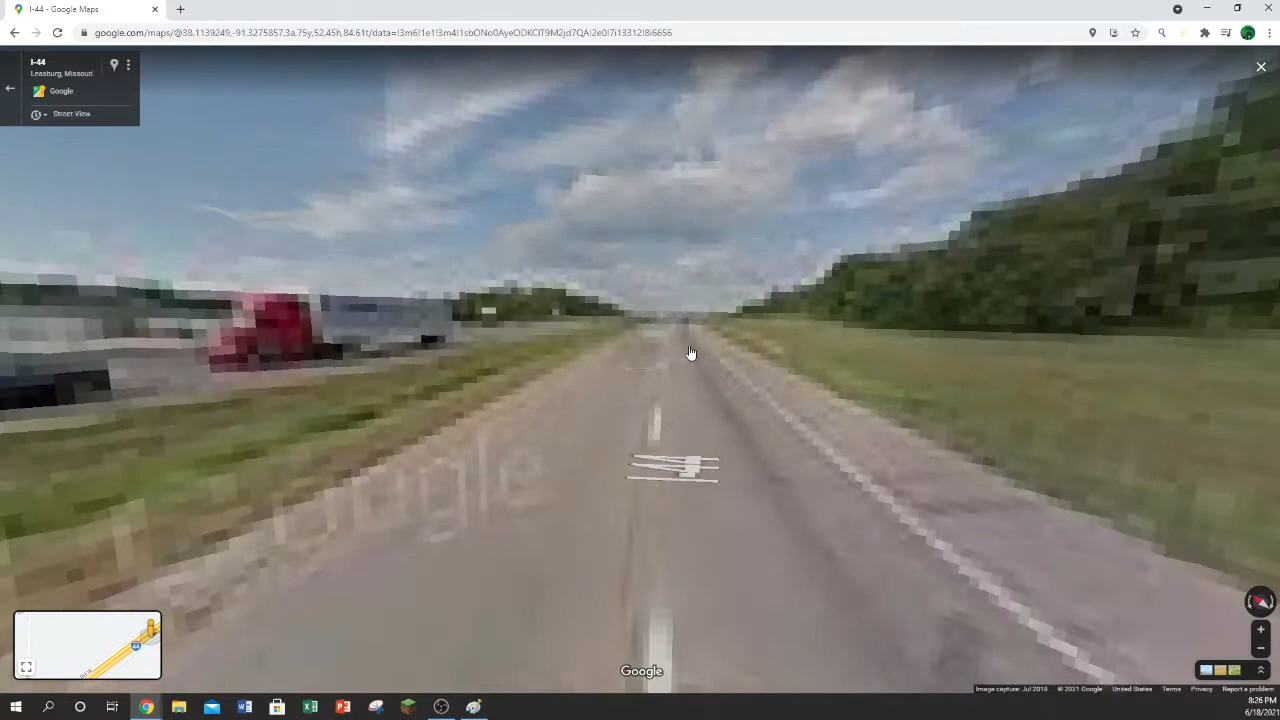 I-44 - Google Maps
google.com/maps/@38.1139249,-91.3275857,3a,75y,52.45h,84.61t/data=!3m6!1e1!3m4!1sbONo0AyeODKCIT9M2jd7QA!2e0!7i13312!8i6656
I-44
Leasburg, Missouri
Google
Street View
Google
44
Google
Image capture: Jul 2018 © 2021 Google United States Terms Privacy Report a problem
8:26 PM
6/18/2021